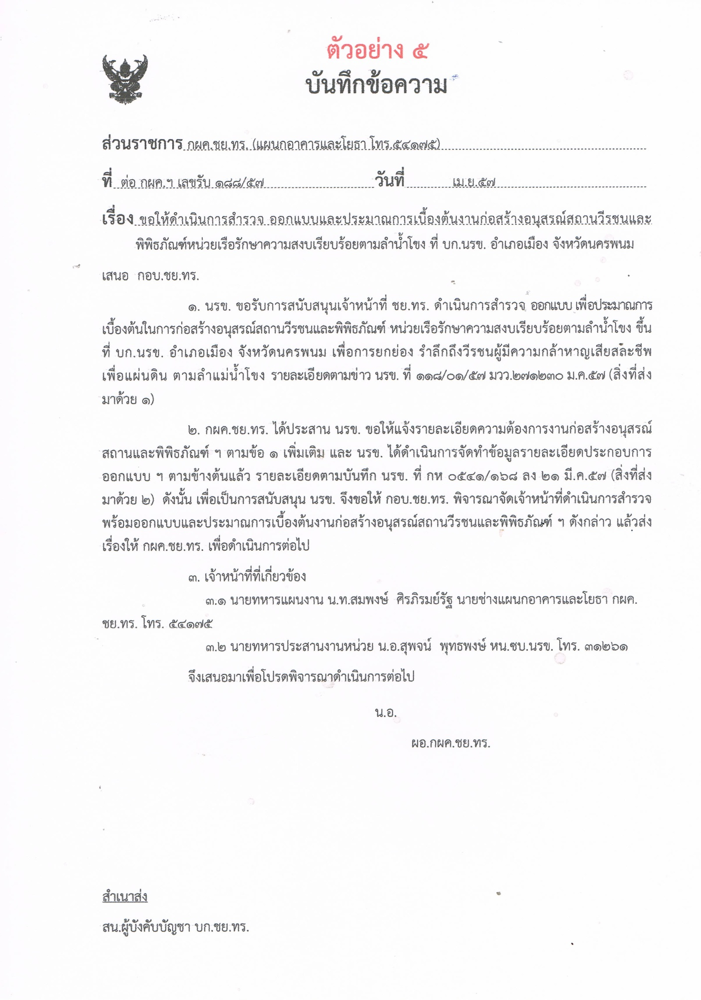 ตัวอย่าง ๕
บันทึกข้อความ
ส่วนราชการ กผค.ชย.ทร. (แผนกอาคารและโยธา โทร.๕๔๑๗๕)
ที่ ต่อ กผค.ฯ เลขรับ ๑๘๘/๕๗ วันที่ เม.ย.๕๗
เรื่อง ขอให้ดำเนินการสำรวจ ออกแบบและประมาณการเบื้องต้นงานก่อสร้างอนุสรณ์สถานวีรชนและ
พิพิธภัณฑ์หน่วยเรือรักษาความสงบเรียบร้อยตามลำน้ำโขง ที่ บก.นรข. อำเภอเมือง จังหวัดนครพนม
เสนอ กอบ.ชย.ทร.
๑. นรข. ขอรับการสนับสนุนเจ้าหน้าที่ ชย.ทร. ดำเนินการสำรวจ ออกแบบ เพื่อประมาณการ
เบื้องต้นในการก่อสร้างอนุสรณ์สถานวีรชนและพิพิธภัณฑ์ หน่วยเรือรักษาความสงบเรียบร้อยตามลำน้ำโขง ขึ้น
ที่ บก.นรข. อำเภอเมือง จังหวัดนครพนม เพื่อการยกย่อง รำลึกถึงวีรชนผู้มีความกล้าหาญเสียสละชีพ
เพื่อแผ่นดิน ตามลำแม่น้ำโขง รายละเอียดตามข่าว นรข. ที่ ๑๑๘/๐๑/๕๗ มวว.๒๗๑๒๓๐ ม.ค.๕๗ (สิ่งที่ส่ง
มาด้วย ๑)
๒. กผค.ชย.ทร. ได้ประสาน นรข. ขอให้แจ้งรายละเอียดความต้องการงานก่อสร้างอนุสรณ์
สถานและพิพิธภัณฑ์ ฯ ตามข้อ ๑ เพิ่มเติม และ นรข. ได้ดำเนินการจัดทำข้อมูลรายละเอียดประกอบการ
ออกแบบ ฯ ตามข้างต้นแล้ว รายละเอียดตามบันทึก นรข. ที่ กห ๐๕๔๑/๑๖๘ ลง ๒๑ มี.ค.๕๗ (สิ่งที่ส่ง
มาด้วย ๒) ดังนั้น เพื่อเป็นการสนับสนุน นรข. จึงขอให้ กอบ.ชย.ทร. พิจารณาจัดเจ้าหน้าที่ดำเนินการสำรวจ
พร้อมออกแบบและประมาณการเบื้องต้นงานก่อสร้างอนุสรณ์สถานวีรชนและพิพิธภัณฑ์ ฯ ดังกล่าว แล้วส่ง
เรื่องให้ กผค.ชย.ทร. เพื่อดำเนินการต่อไป
๓. เจ้าหน้าที่ที่เกี่ยวข้อง
๓.๑ นายทหารแผนงาน น.ท.สมพงษ์ ศิรภิรมย์รัฐ นายช่างแผนกอาคารและโยธา กผค.
ชย.ทร. โทร. ๕๔๑๗๕
๓.๒ นายทหารประสานงานหน่วย น.อ.สุพจน์ พุทธพงษ์ หน.ซบ.นรข. โทร. ๓๑๒๖๑
จึงเสนอมาเพื่อโปรดพิจารณาดำเนินการต่อไป
น.อ.
ผอ.กผค.ชย.ทร.
สำเนาส่ง
สน.ผู้บังคับบัญชา บก.ชย.ทร.